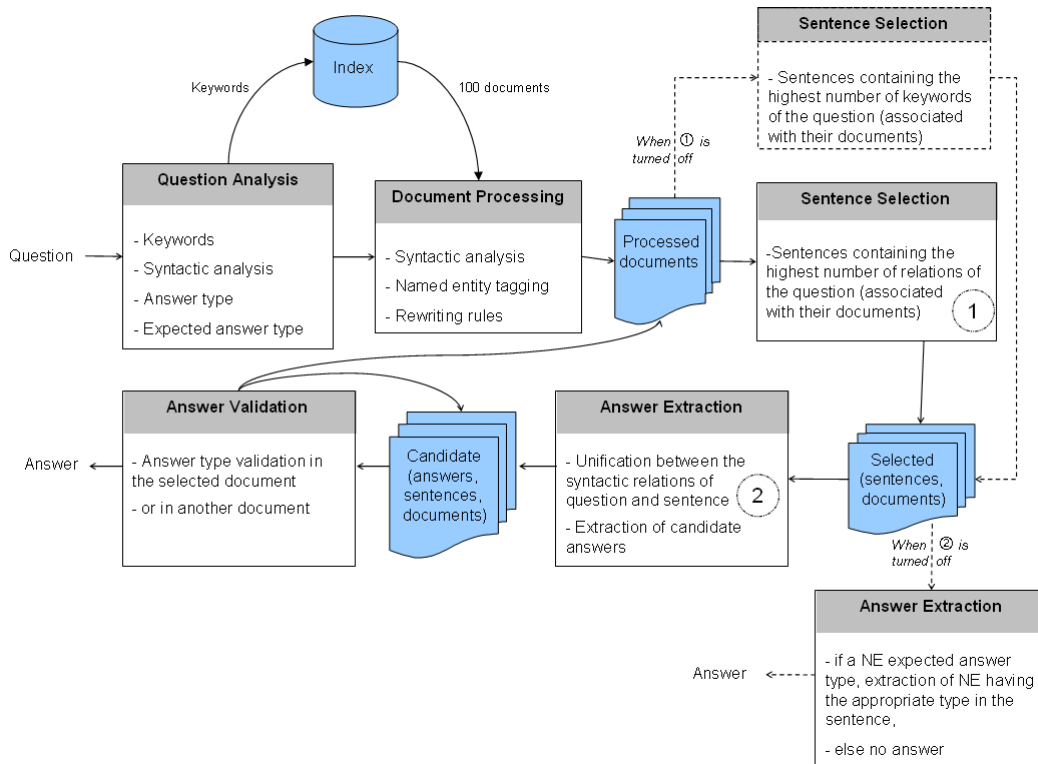 Sentence Selection
- Sentences containing the
highest number of keywords
of the question (associated
with their documents)
Index
Keywords
100 documents
When ① is
turned off
Question Analysis
- Keywords
- Syntactic analysis
- Answer type
- Expected answer type
Document Processing
- Syntactic analysis
- Named entity tagging
- Rewriting rules
Processed
documents
Sentence Selection
-Sentences containing the
highest number of relations of
the question (associated
with their documents)
1
Question
Answer Validation
- Answer type validation in
the selected document
- or in another document
Candidate
(answers,
sentences,
documents)
Answer Extraction
- Unification between the
syntactic relations of
question and sentence
- Extraction of candidate
answers
2
Selected
(sentences,
documents)
Answer
When ② is
turned off
Answer Extraction
- if a NE expected answer
type, extraction of NE having
the appropriate type in the
sentence,
- else no answer
Answer